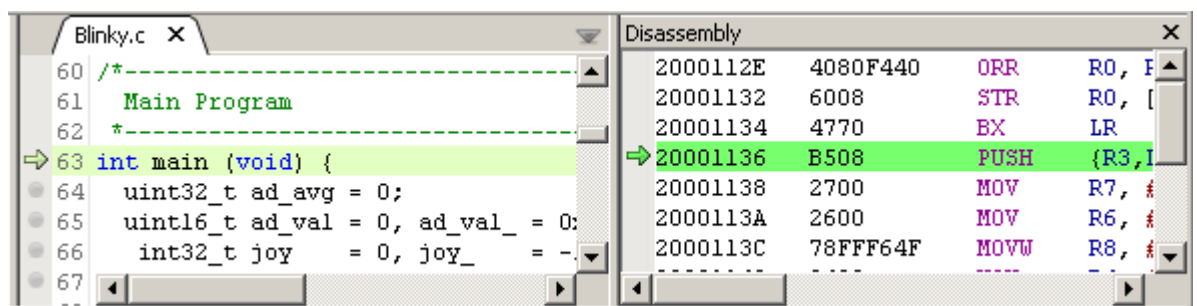 Blinky.c
60 /*-----------------------------------
61 Main Program
62 *-----------------------------------
63 int main (void) {
64 uint32_t ad_avg = 0;
65 uint16_t ad_val = 0, ad_val_ = 0
66 int32_t joy = 0, joy_ = -
67
Disassembly
2000112E 4080F440 ORR R0,
20001132 6008 STR R0, [
20001134 4770 BX LR
20001136 B508 PUSH {R3,
20001138 2700 MOV R7, #
2000113A 2600 MOV R6, #
2000113C 78FFF64F MOVW R8, #